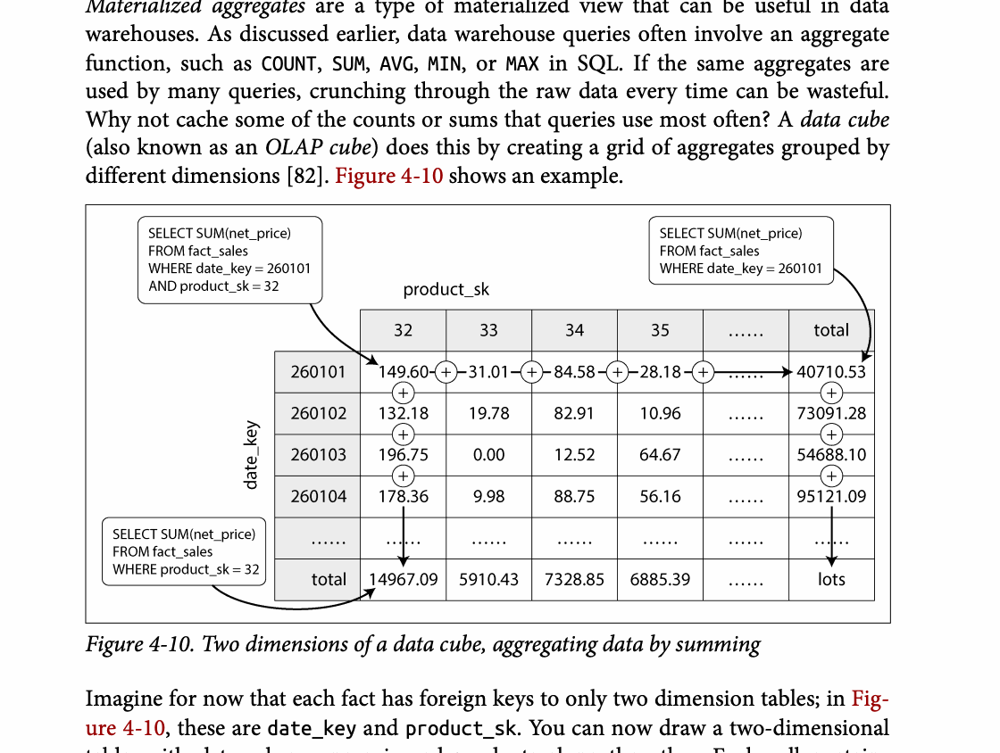 Materialized aggregates are a type of materialized view that can be useful in data
warehouses. As discussed earlier, data warehouse queries often involve an aggregate
function, such as COUNT, SUM, AVG, MIN, or MAX in SQL. If the same aggregates are
used by many queries, crunching through the raw data every time can be wasteful.
Why not cache some of the counts or sums that queries use most often? A data cube
(also known as an OLAP cube) does this by creating a grid of aggregates grouped by
different dimensions [82]. Figure 4-10 shows an example.
SELECT SUM(net_price)
FROM fact_sales
WHERE date_key = 260101
AND product_sk = 32
SELECT SUM(net_price)
FROM fact_sales
WHERE date_key = 260101
product_sk
32 33 34 35 ...... total
date_key
260101 149.60 + 31.01 + 84.58 + 28.18 + ...... 40710.53
+ +
260102 132.18 19.78 82.91 10.96 ...... 73091.28
+ +
260103 196.75 0.00 12.52 64.67 ...... 54688.10
+ +
260104 178.36 9.98 88.75 56.16 ...... 95121.09
...... ...... ...... ...... ...... ...... ......
total 14967.09 5910.43 7328.85 6885.39 ...... lots
SELECT SUM(net_price)
FROM fact_sales
WHERE product_sk = 32
Figure 4-10. Two dimensions of a data cube, aggregating data by summing
Imagine for now that each fact has foreign keys to only two dimension tables; in Fig-
ure 4-10, these are date_key and product_sk. You can now draw a two-dimensional